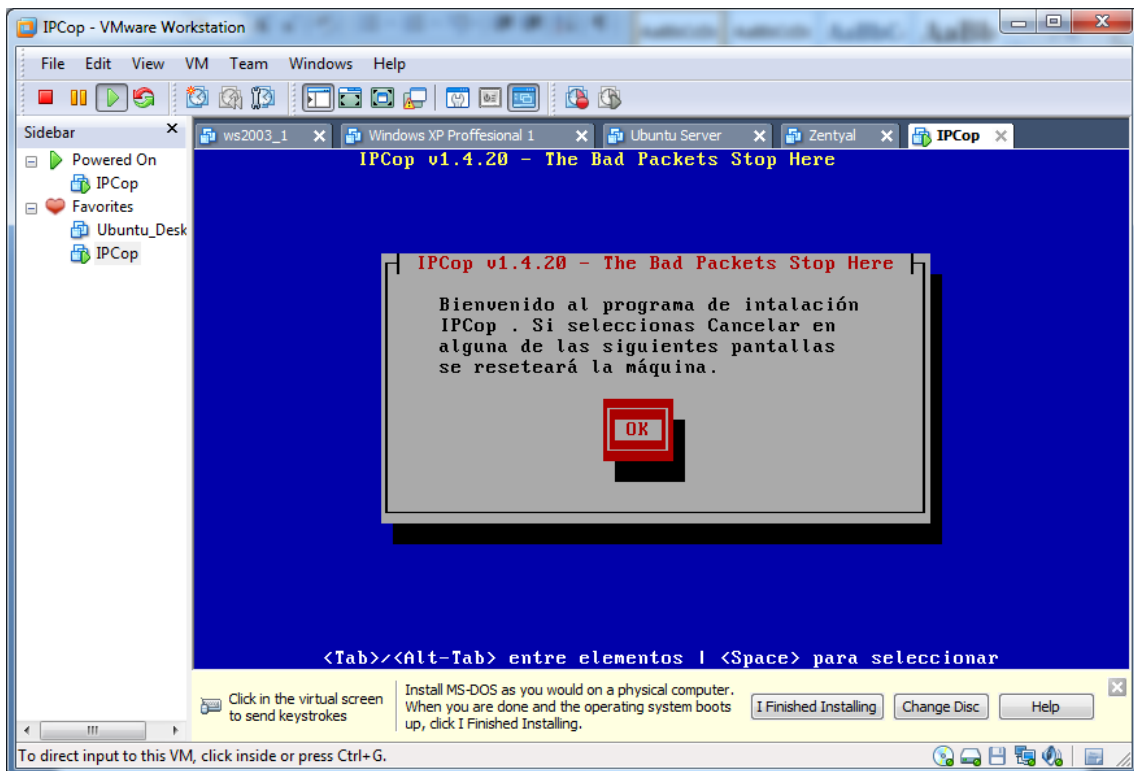 IPCop - VMware Workstation
File Edit View VM Team Windows Help
Sidebar
Powered On
IPCop
Favorites
Ubuntu_Desk
IPCop
ws2003_1 Windows XP Proffesional 1 Ubuntu Server Zentyal IPCop
IPCop v1.4.20 - The Bad Packets Stop Here
IPCop v1.4.20 - The Bad Packets Stop Here
Bienvenido al programa de intalación
IPCop . Si seleccionas Cancelar en
alguna de las siguientes pantallas
se reseteará la máquina.
OK
<Tab>/<Alt-Tab> entre elementos | <Space> para seleccionar
Click in the virtual screen
to send keystrokes
Install MS-DOS as you would on a physical computer.
When you are done and the operating system boots
up, click I Finished Installing.
I Finished Installing Change Disc Help
To direct input to this VM, click inside or press Ctrl+G.